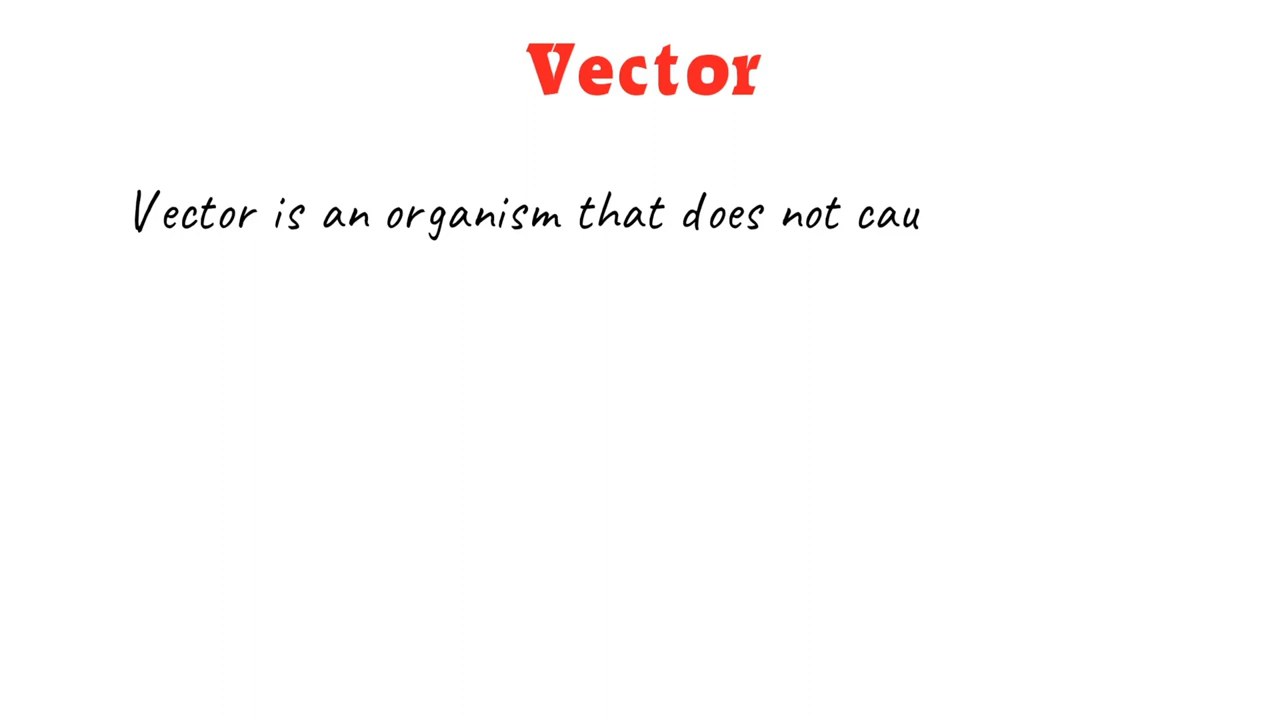 Vector
Vector is an organism that does not cau